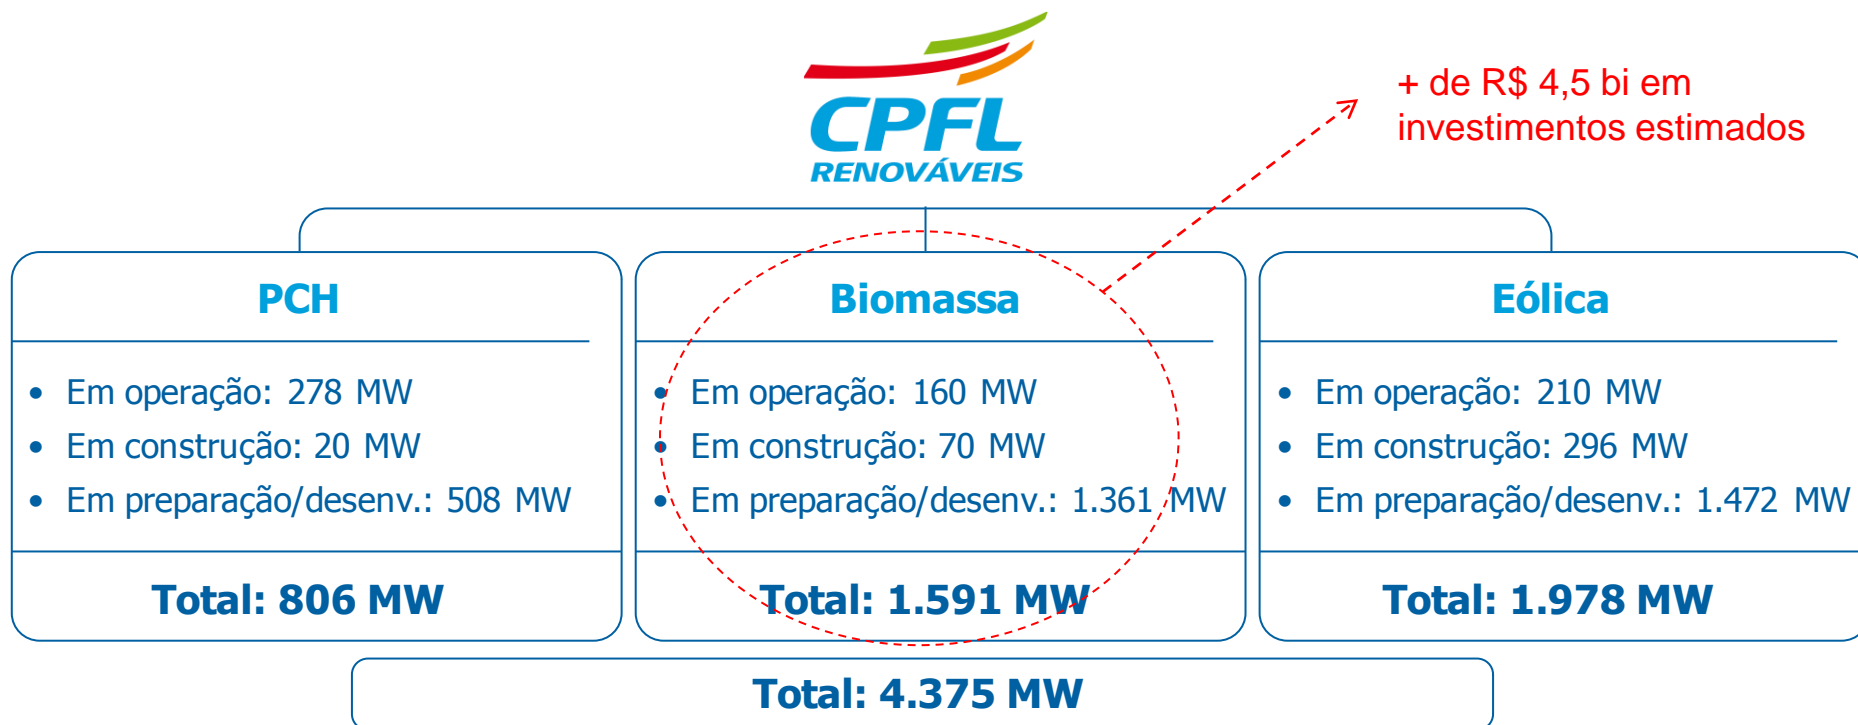 CPFL
RENOVÁVEIS
+ de R$ 4,5 bi em
investimentos estimados
PCH
• Em operação: 278 MW
• Em construção: 20 MW
• Em preparação/desenv.: 508 MW
Total: 806 MW
Biomassa
• Em operação: 160 MW
• Em construção: 70 MW
• Em preparação/desenv.: 1.361 MW
Total: 1.591 MW
Eólica
• Em operação: 210 MW
• Em construção: 296 MW
• Em preparação/desenv.: 1.472 MW
Total: 1.978 MW
Total: 4.375 MW